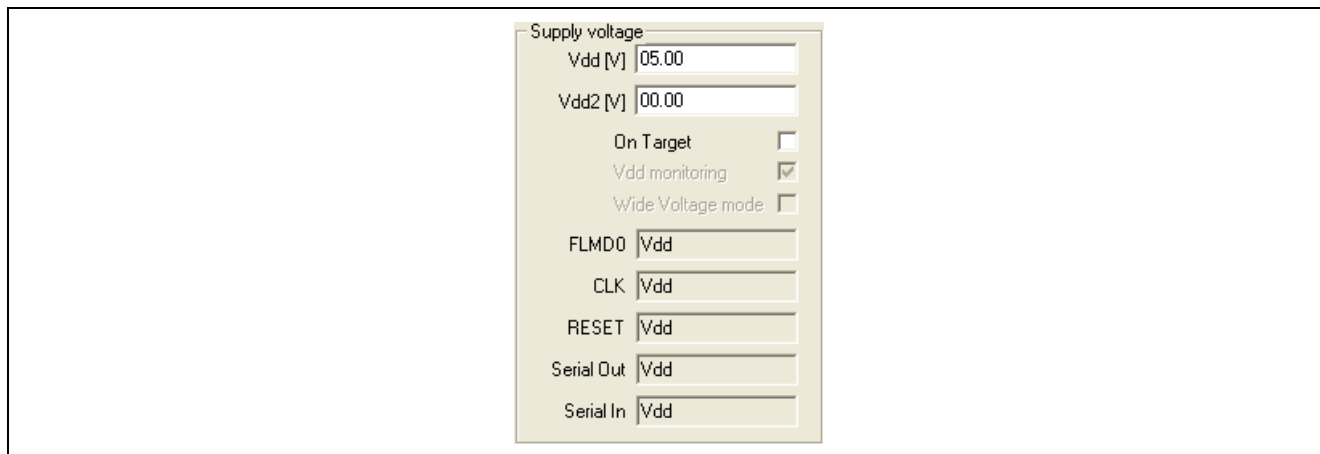 Supply voltage
Vdd [V] 05.00
Vdd2 [V] 00.00
On Target
Vdd monitoring
Wide Voltage mode
FLMD0 Vdd
CLK Vdd
RESET Vdd
Serial Out Vdd
Serial In Vdd